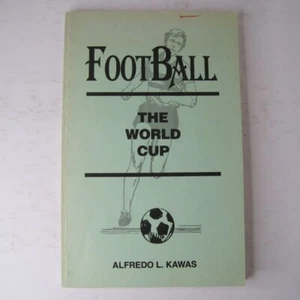 FOOTBALL
THE
WORLD
CUP
ALFREDO L. KAWAS